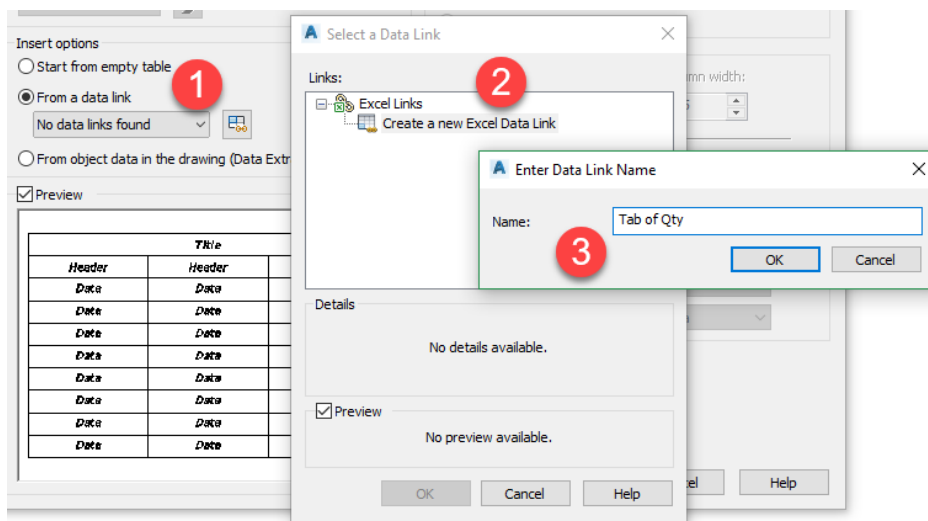 Insert options
Start from empty table
1
From a data link
No data links found
From object data in the drawing (Data Extr
Preview
Title
Header Header
Data Data
Data Data
Data Data
Data Data
Data Data
Data Data
Data Data
Data Data
Select a Data Link
Links:
2
Excel Links
Create a new Excel Data Link
Details
No details available.
Preview
No preview available.
OK Cancel Help
Enter Data Link Name
Name: Tab of Qty
3
OK Cancel
umn width:
Help